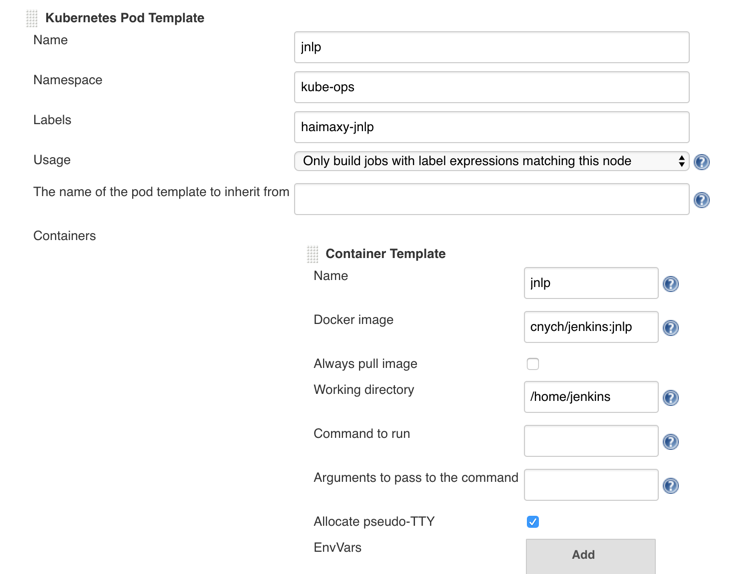 Kubernetes Pod Template
Name
jnlp
Namespace
kube-ops
Labels
haimaxy-jnlp
Usage
Only build jobs with label expressions matching this node
The name of the pod template to inherit from
Containers
Container Template
Name
jnlp
Docker image
cnych/jenkins:jnlp
Always pull image
Working directory
/home/jenkins
Command to run
Arguments to pass to the command
Allocate pseudo-TTY
EnvVars
Add